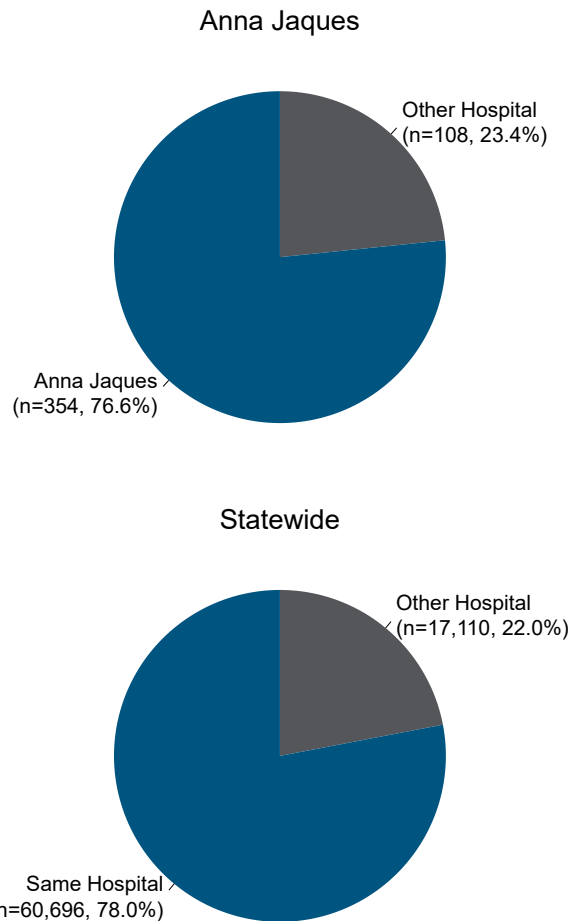 Anna Jaques
Other Hospital
(n=108, 23.4%)
Anna Jaques
(n=354, 76.6%)
Statewide
Other Hospital
(n=17,110, 22.0%)
Same Hospital
n=60,696, 78.0%)